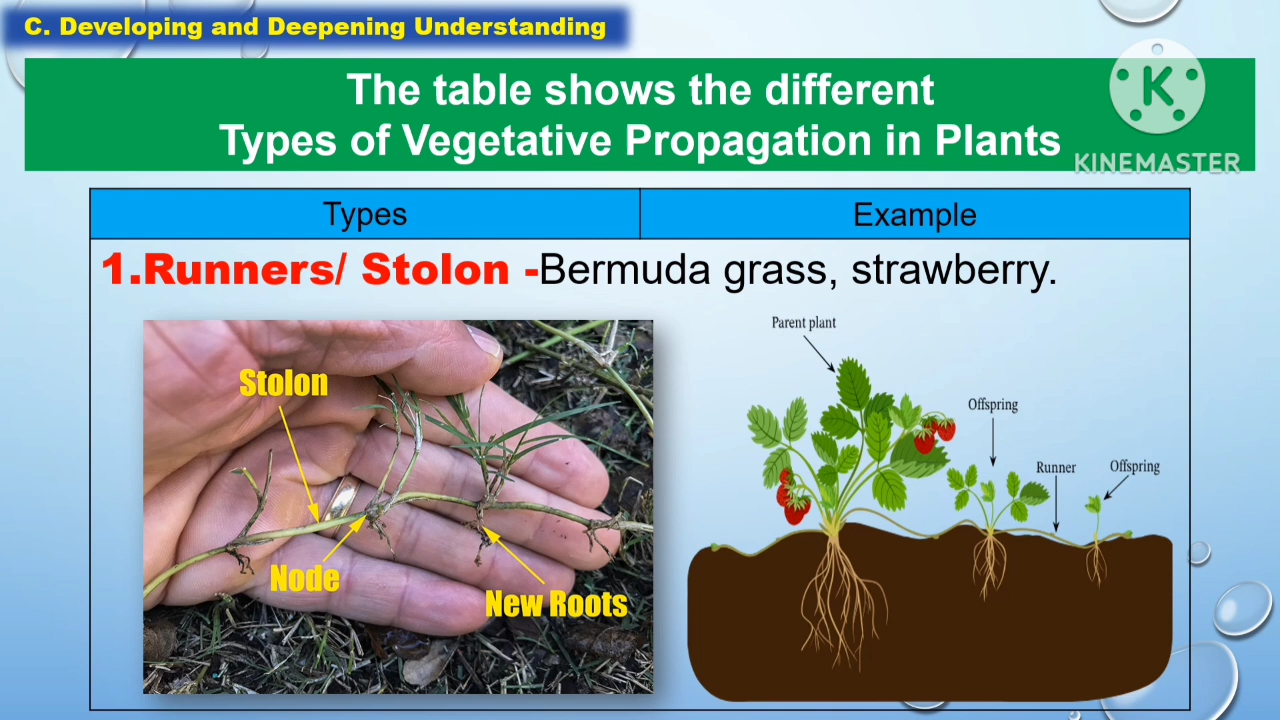 C. Developing and Deepening Understanding
The table shows the different
Types of Vegetative Propagation in Plants
K
KINEMASTER
Types
Example
1.Runners/ Stolon -Bermuda grass, strawberry.
Stolon
Node
New Roots
Parent plant
Offspring
Runner
Offspring